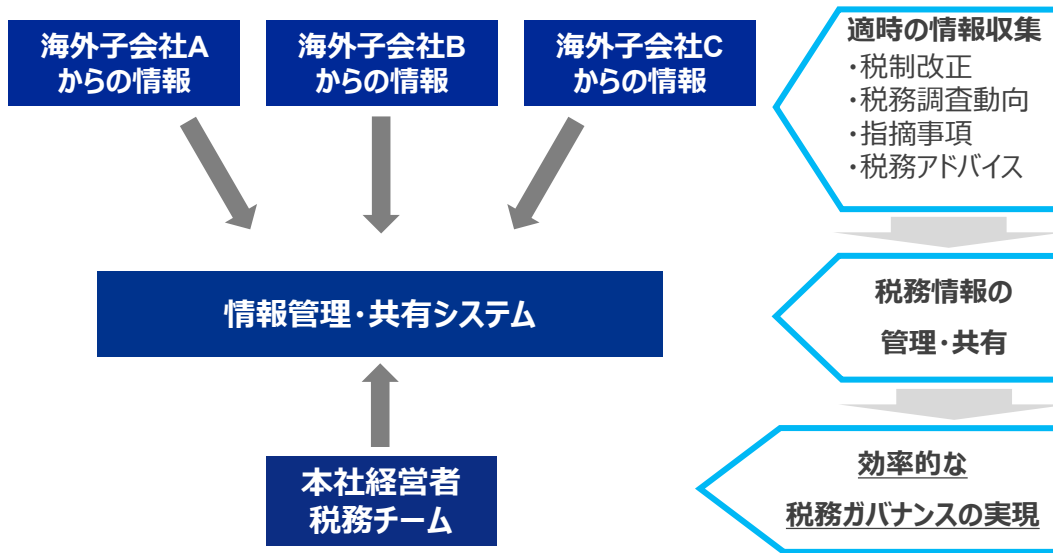 海外子会社A
からの情報
海外子会社B
からの情報
海外子会社C
からの情報
適時の情報収集
・税制改正
・税務調査動向
・指摘事項
・税務アドバイス
情報管理・共有システム
税務情報の
管理・共有
本社経営者
税務チーム
効率的な
税務ガバナンスの実現